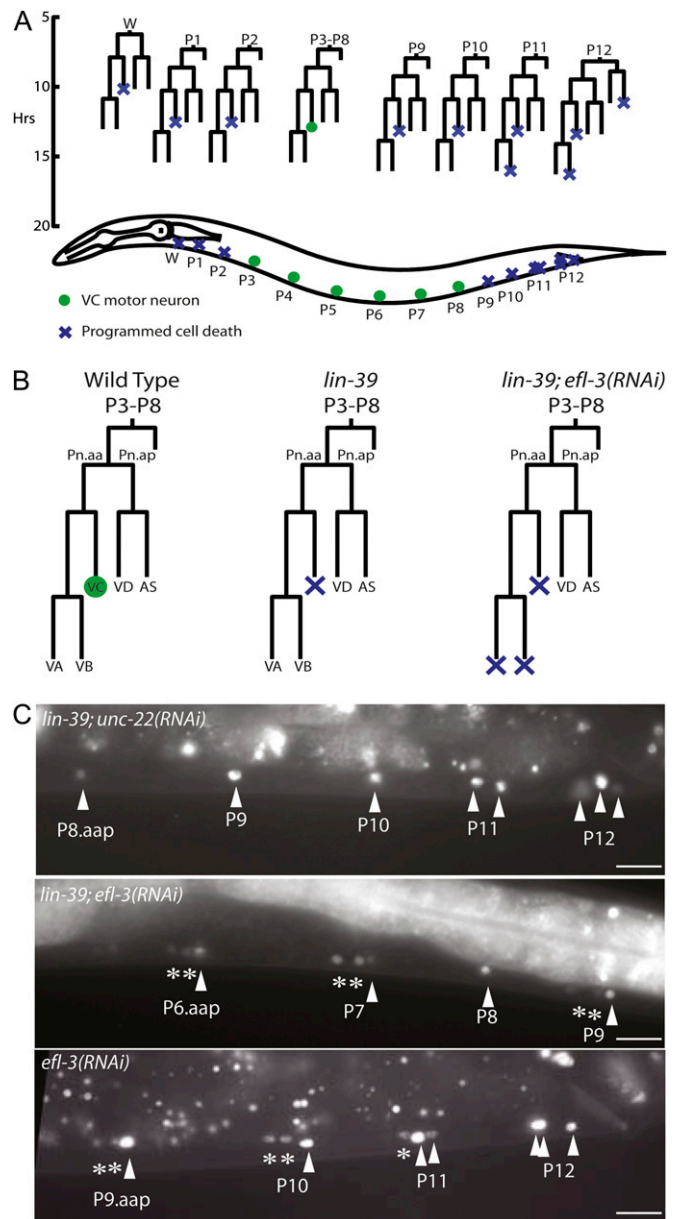 A
5
10
Hrs
15
20
W
P1
P2
P3-P8
P9
P10
P11
P12
W
P1
P2
P3
P4
P5
P6
P7
P8
P9
P10
P11
P12
VC motor neuron
Programmed cell death
B
Wild Type
P3-P8
Pn.aa
Pn.ap
VC
VD
AS
VA
VB
lin-39
P3-P8
Pn.aa
Pn.ap
VD
AS
VA
VB
lin-39; efl-3(RNAi)
P3-P8
Pn.aa
Pn.ap
VD
AS
C
lin-39; unc-22(RNAi)
P8.aap
P9
P10
P11
P12
lin-39; efl-3(RNAi)
**
P6.aap
**
P7
P8
**
P9
efl-3(RNAi)
**
P9.aap
**
P10
*
P11
P12